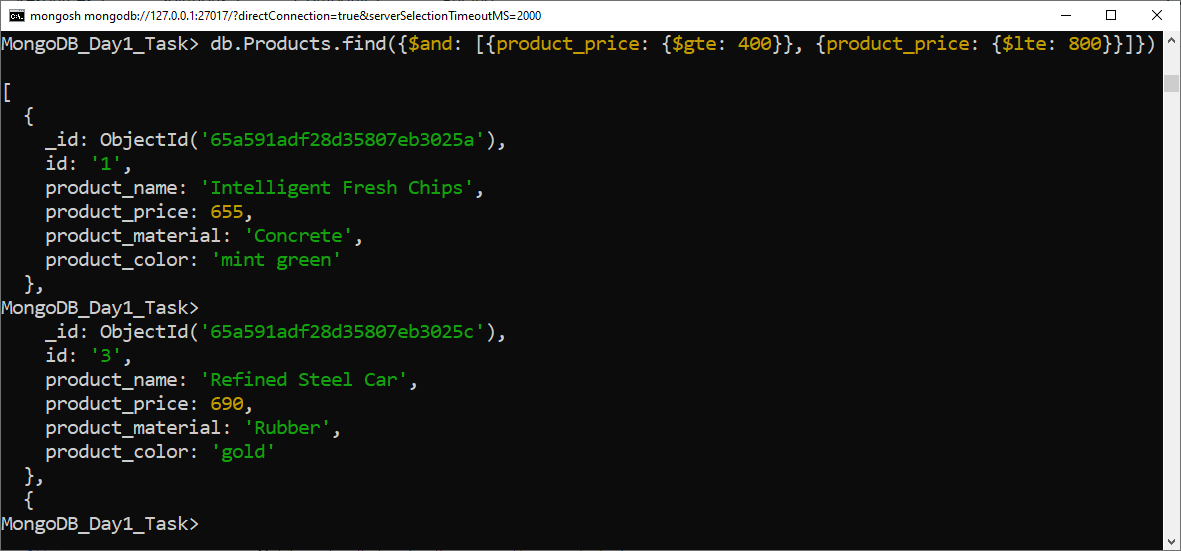 mongosh mongodb://127.0.0.1:27017/?directConnection=true&serverSelectionTimeoutMS=2000
MongoDB_Day1_Task> db.Products.find({$and: [{product_price: {$gte: 400}}, {product_price: {$lte: 800}}]})
[
  {
    _id: ObjectId('65a591adf28d35807eb3025a'),
    id: '1',
    product_name: 'Intelligent Fresh Chips',
    product_price: 655,
    product_material: 'Concrete',
    product_color: 'mint green'
  },
MongoDB_Day1_Task>
    _id: ObjectId('65a591adf28d35807eb3025c'),
    id: '3',
    product_name: 'Refined Steel Car',
    product_price: 690,
    product_material: 'Rubber',
    product_color: 'gold'
  },
  {
MongoDB_Day1_Task>